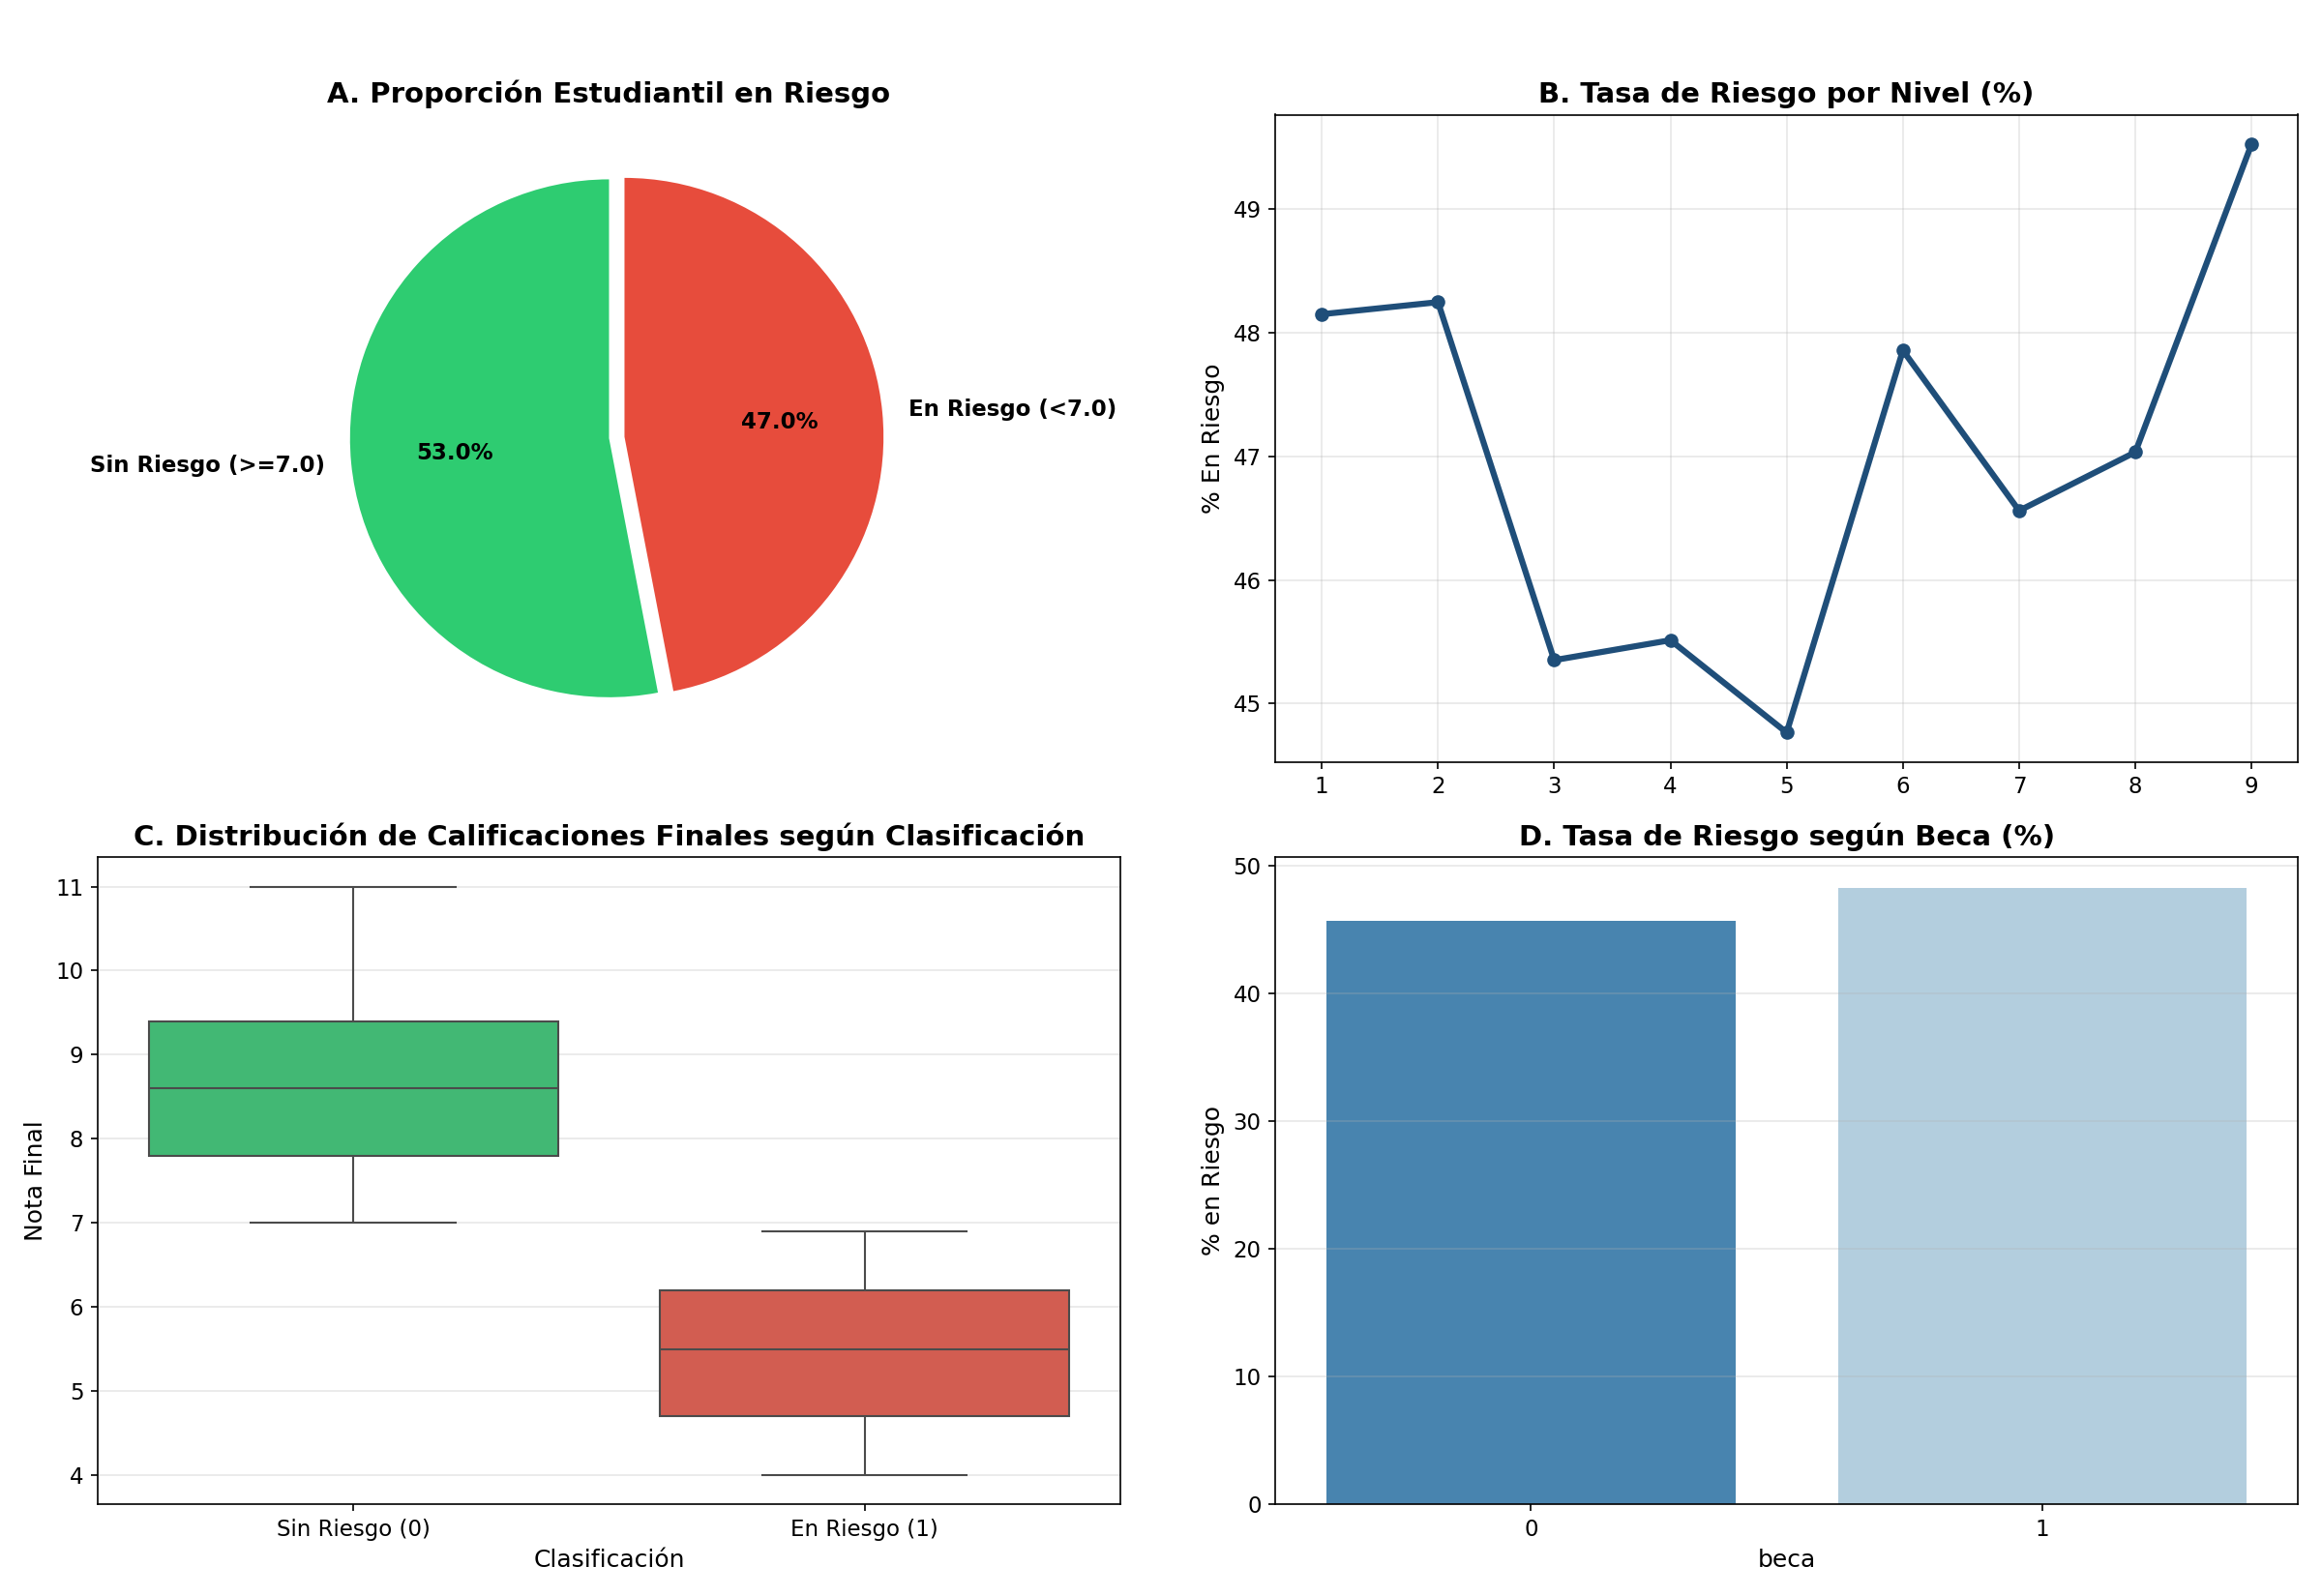 A. Proporción Estudiantil en Riesgo
53.0%
47.0%
Sin Riesgo (>=7.0)
En Riesgo (<7.0)
B. Tasa de Riesgo por Nivel (%)
% En Riesgo
49
48
47
46
45
1 2 3 4 5 6 7 8 9
C. Distribución de Calificaciones Finales según Clasificación
Nota Final
11
10
9
8
7
6
5
4
Sin Riesgo (0) En Riesgo (1)
Clasificación
D. Tasa de Riesgo según Beca (%)
% en Riesgo
50
40
30
20
10
0
0 1
beca